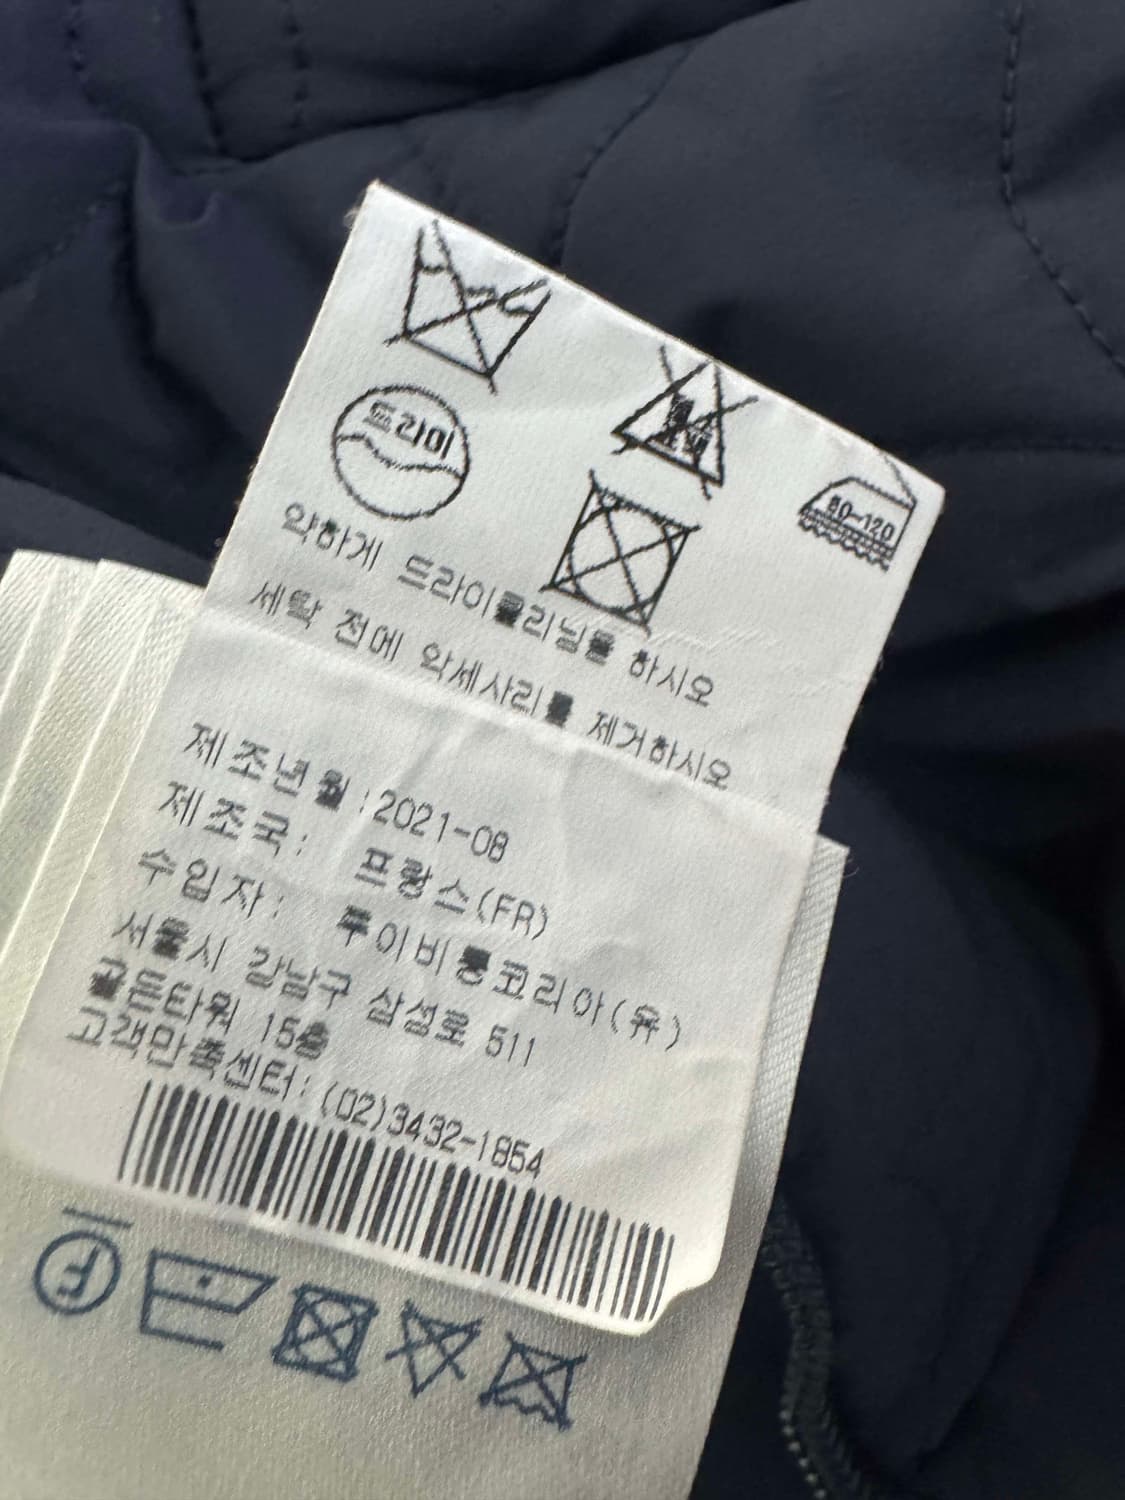 드라이
80-120
약하게 드라이클리닝를 하시오
세탁 전에 악세사리를 제거하시오
제조년월:2021-08
제조국: 프랑스(FR)
수입자: 루이비통코리아(유)
서울시 강남구 삼성로 511
골든타워 15층
고객만족센터:(02)3432-1854
F